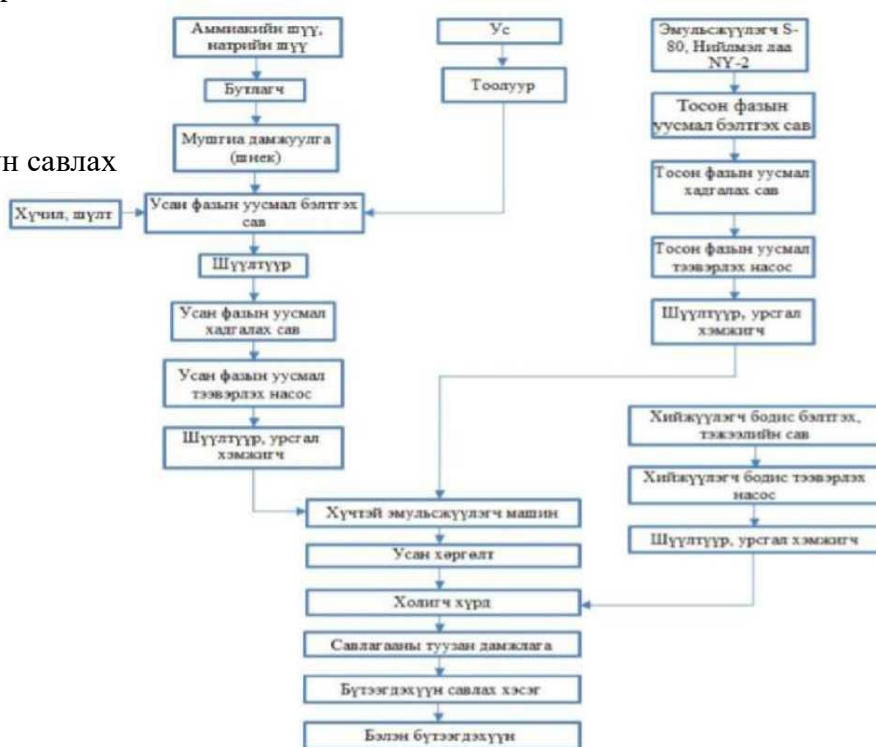 Аммиакийн шүү,
натрийн шүү
Бутлагч
Мушгиа дамжуулга
(шнек)
н савлах
Хүчил, шүлт
Усан фазын уусмал бэлтгэх
сав
Шүүлтүүр
Усан фазын уусмал
хадгалах сав
Усан фазын уусмал
тээвэрлэх насос
Шүүлтүүр, урсгал
хэмжигч
Ус
Тоолуур
Эмульсжүүлэгч S-
80, Нийлмэл лаа
NY-2
Тосон фазын
уусмал бэлтгэх сав
Тосон фазын уусмал
хадгалах сав
Тосон фазын уусмал
тээвэрлэх насос
Шүүлтүүр, урсгал
хэмжигч
Хийжүүлэгч бодис бэлтгэх,
тэжээлийн сав
Хийжүүлэгч бодис тээвэрлэх
насос
Шүүлтүүр, урсгал хэмжигч
Хүчтэй эмульсжүүлэгч машин
Усан хөргөлт
Холигч хүрд
Савлагааны туузан дамжлага
Бүтээгдэхүүн савлах хэсэг
Бэлэн бүтээгдэхүүн